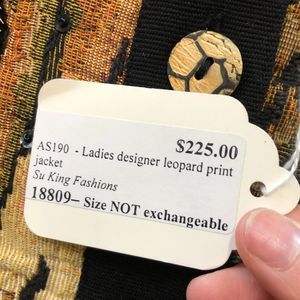 $225.00
AS190 - Ladies designer leopard print
jacket
Su King Fashions
18809– Size NOT exchangeable